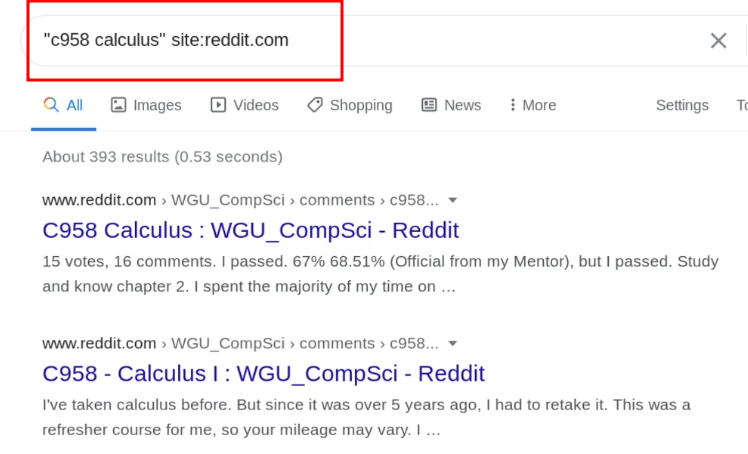 "c958 calculus" site:reddit.com
All Images Videos Shopping News More Settings
About 393 results (0.53 seconds)
www.reddit.com › WGU_CompSci › comments › c958...
C958 Calculus : WGU_CompSci - Reddit
15 votes, 16 comments. I passed. 67% 68.51% (Official from my Mentor), but I passed. Study
and know chapter 2. I spent the majority of my time on ...
www.reddit.com › WGU_CompSci › comments › c958...
C958 - Calculus I : WGU_CompSci - Reddit
I've taken calculus before. But since it was over 5 years ago, I had to retake it. This was a
refresher course for me, so your mileage may vary. I ...